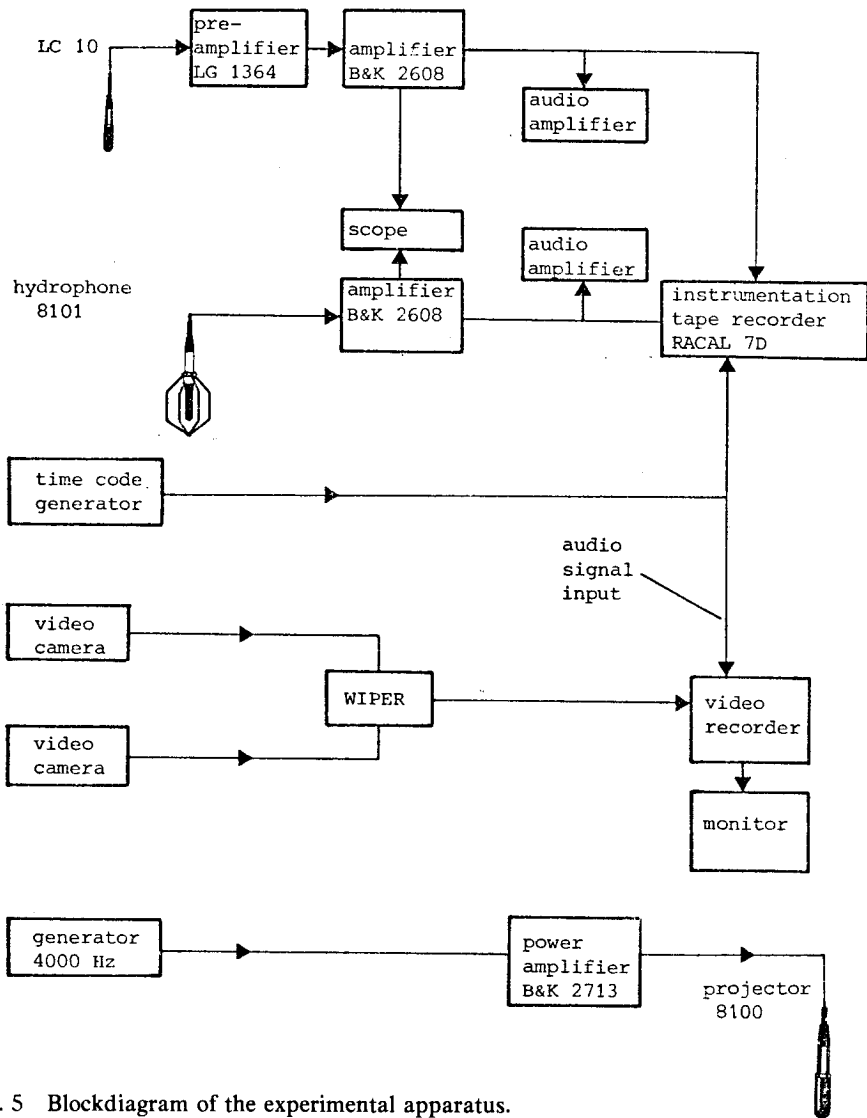 LC 10
pre-
amplifier
LG 1364
amplifier
B&K 2608
audio
amplifier
scope
audio
amplifier
hydrophone
8101
amplifier
B&K 2608
instrumentation
tape recorder
RACAL 7D
time code
generator
audio
signal
input
video
camera
WIPER
video
recorder
video
camera
monitor
generator
4000 Hz
power
amplifier
B&K 2713
projector
8100
. 5 Blockdiagram of the experimental apparatus.